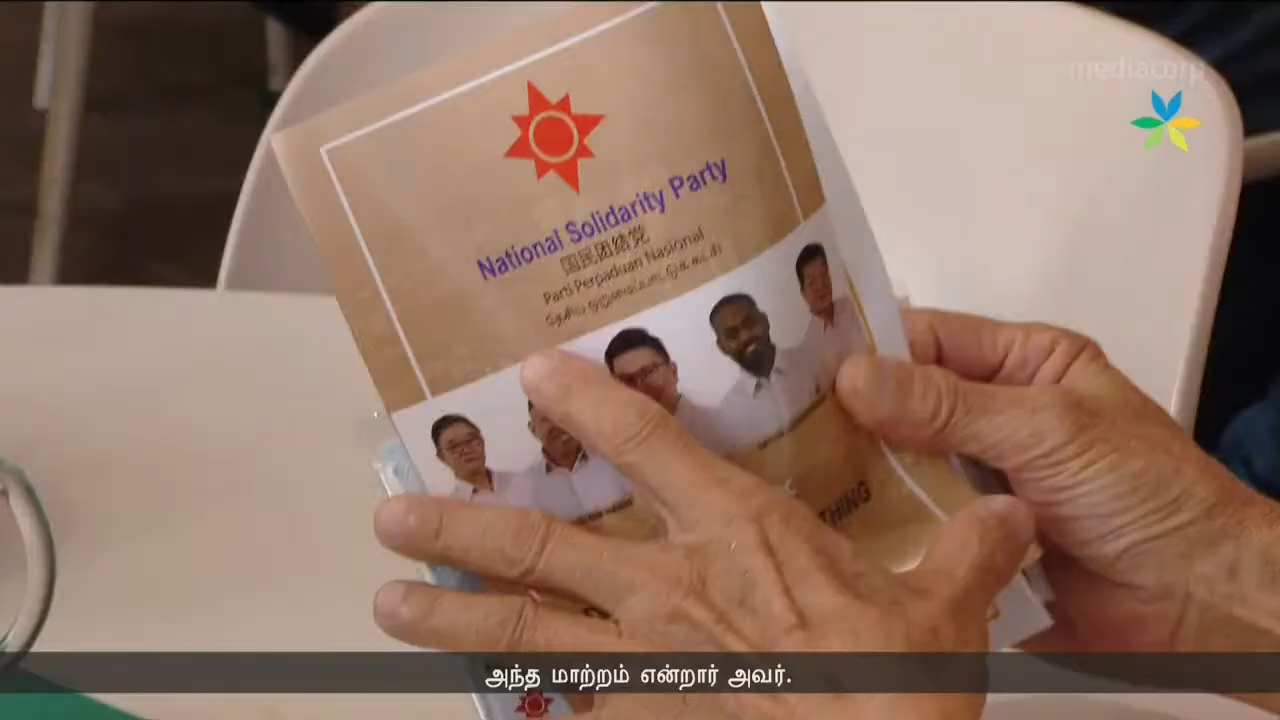 mediacorp
National Solidarity Party
国民团结党
Parti Perpaduan Nasional
THING
அந்த மாற்றம் என்றார் அவர்.